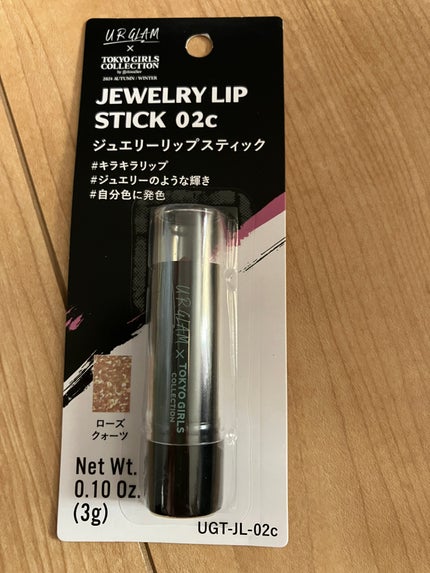 U R GLAM
×
TOKYO GIRLS
COLLECTION
by @tixwalker
2024 AUTUMN / WINTER
JEWELRY LIP
STICK 02c
ジュエリーリップスティック
#キラキラリップ
#ジュエリーのような輝き
#自分色に発色
U R GLAM × TOKYO GIRLS
COLLECTION
ローズ
クォーツ
Net Wt.
0.10 Oz.
(3g)
UGT-JL-02c